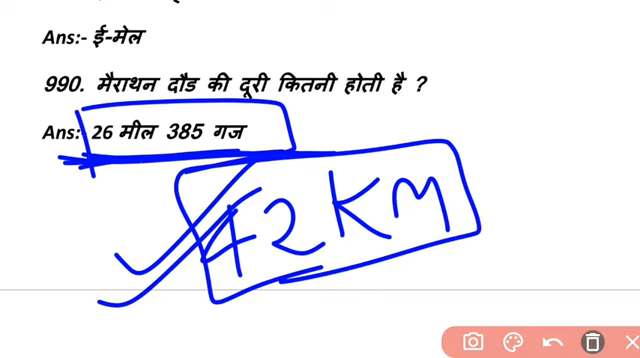 Ans:- ई-मेल
990. मैराथन दौड की दूरी कितनी होती है ?
Ans:- 26 मील 385 गज
42 KM